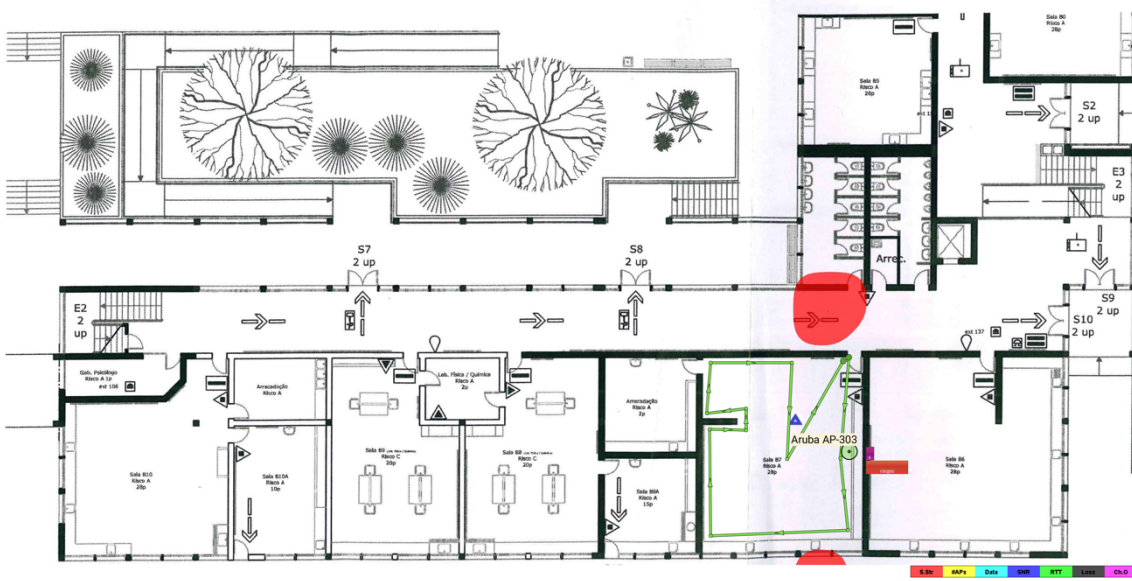 Sala B5
Risco A
28p
Sala B0
Risco A
28p
S2
2 up
E3
2
up
Arrec.
S7
2 up
S8
2 up
S9
2 up
S10
2 up
E2
2
up
ext 137
Gab. Psicólogo
Risco A 1p
ext 106
Arrecadação
Risco A
Lab. Física / Química
Risco A
2p
Arrecadação
Risco A
2p
Aruba AP-303
Sala B10
Risco A
28p
Sala B10A
Risco A
10p
Sala B9
Risco C
20p
Sala B8
Risco C
20p
Sala B8A
Risco A
15p
Sala B7
Risco A
28p
Sala B6
Risco A
28p
S.Str
#APs
Data
SNR
RTT
Loss
Ch.O